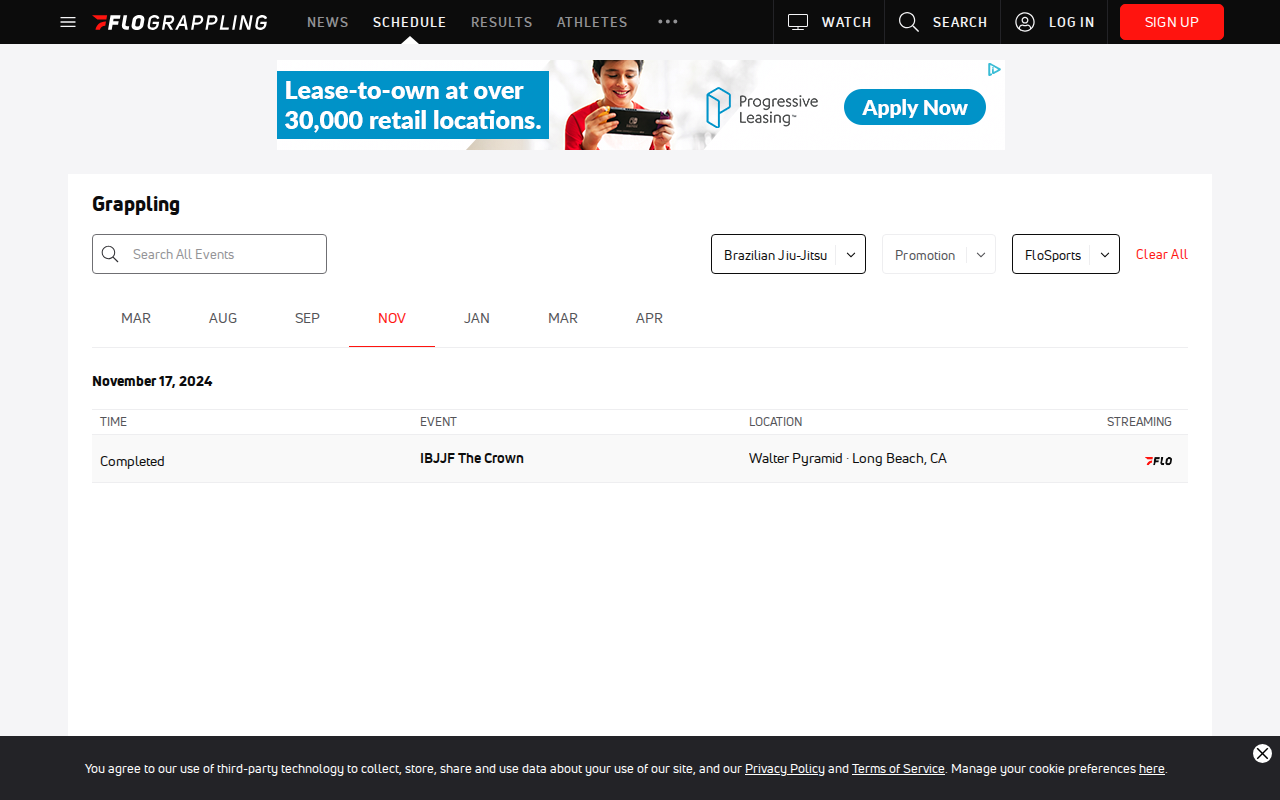 FLOGRAPPLING
NEWS
SCHEDULE
RESULTS
ATHLETES
WATCH
SEARCH
LOG IN
SIGN UP
Lease-to-own at over
30,000 retail locations.
Progressive
Leasing™
Apply Now
Grappling
Search All Events
Brazilian Jiu-Jitsu
Promotion
FloSports
Clear All
MAR
AUG
SEP
NOV
JAN
MAR
APR
November 17, 2024
TIME
EVENT
LOCATION
STREAMING
Completed
IBJJF The Crown
Walter Pyramid · Long Beach, CA
FLO
You agree to our use of third-party technology to collect, store, share and use data about your use of our site, and our Privacy Policy and Terms of Service. Manage your cookie preferences here.